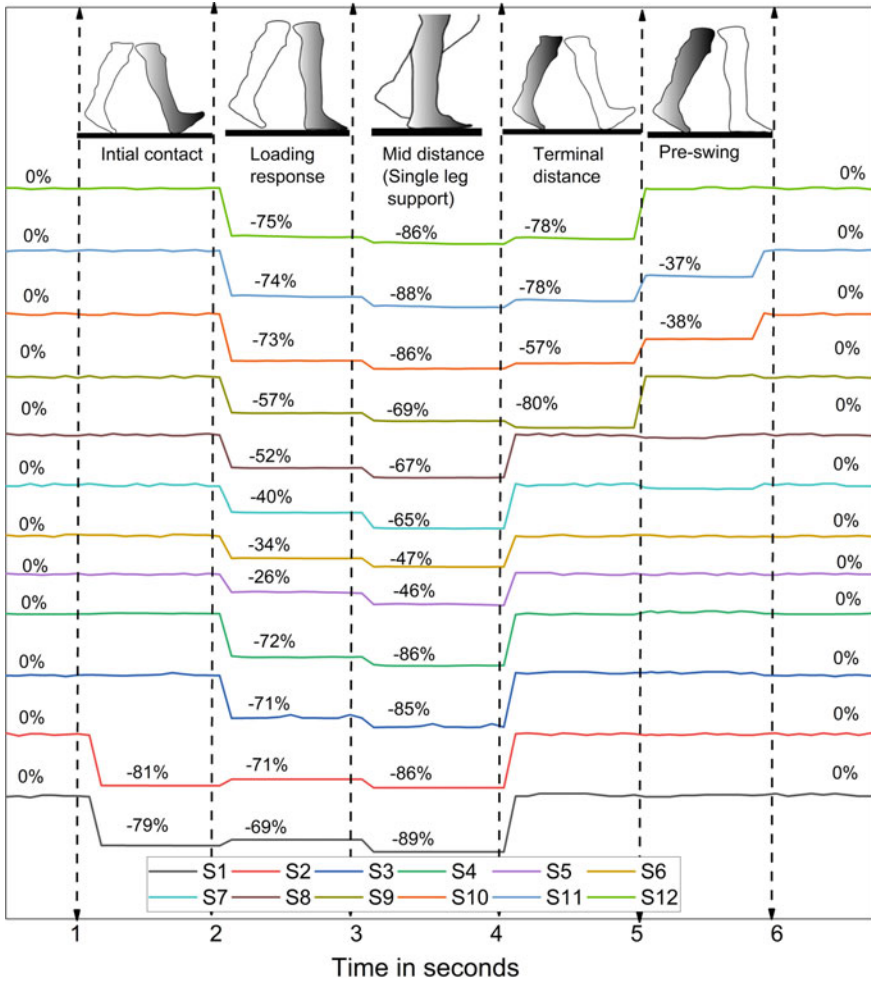 Intial contact
Loading
response
Mid distance
(Single leg
support)
Terminal
distance
Pre-swing
0% 0%
-75% -86% -78%
0% 0%
-74% -88% -78% -37%
0% 0%
-73% -86% -57% -38%
0% 0%
-57% -69% -80%
0% 0%
-52% -67%
0% 0%
-40% -65%
0% 0%
-34% -47%
0% 0%
-26% -46%
0% 0%
-72% -86%
0% 0%
-71% -85%
0% 0%
-81% -71% -86%
0% 0%
-79% -69% -89%
S1 S2 S3 S4 S5 S6
S7 S8 S9 S10 S11 S12
1 2 3 4 5 6
Time in seconds